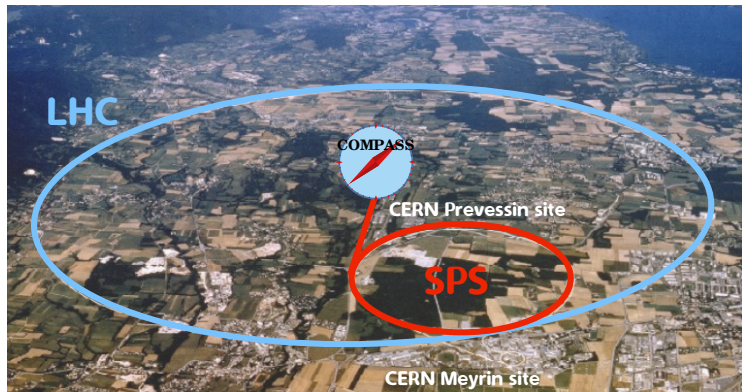 LHC
COMPASS
CERN Prevessin site
SPS
CERN Meyrin site